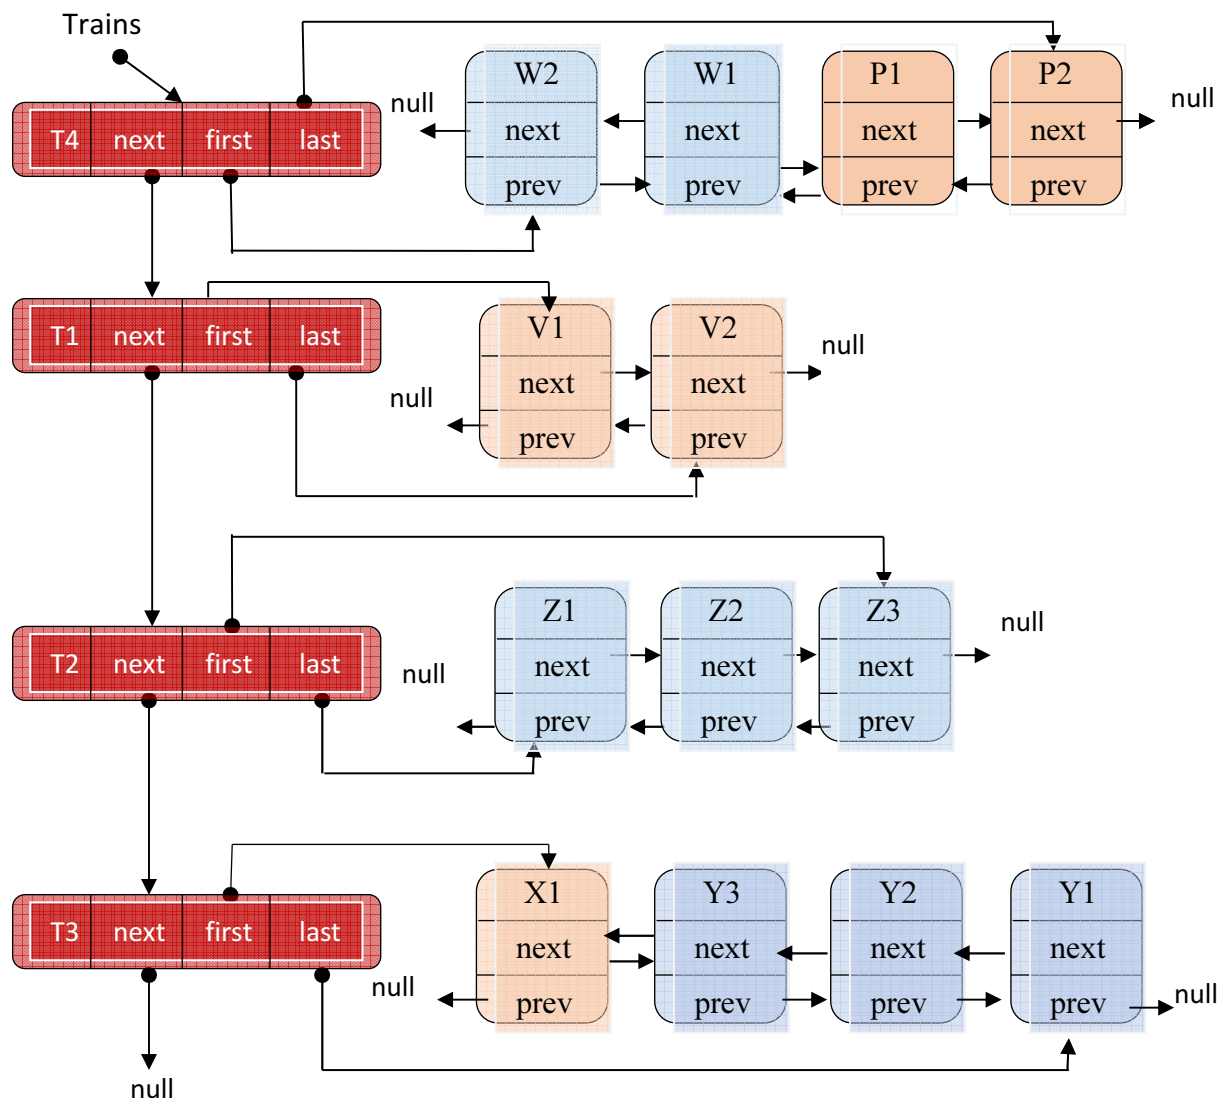 Trains
null
W2 W1 P1 P2
null
T4 next first last
next next next next
prev prev prev prev
T1 next first last
V1 V2
null
next next
null
prev prev
T2 next first last
Z1 Z2 Z3
null
next next next
null
prev prev prev
T3 next first last
X1 Y3 Y2 Y1
next next next next
null
prev prev prev prev
null
null